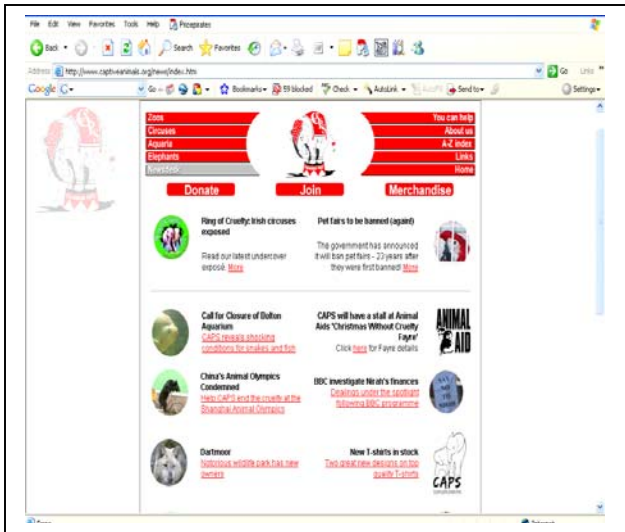 File Edit View Favorites Tools Help
Back Search Favorites
Address http://www.captiveanimals.org/news/index.htm Go Links
Google G Go Bookmarks 59 blocked Check AutoLink AutoFill Send to Settings
Zoos
Circuses
Aquaria
Elephants
Newsdesk
You can help
About us
A-Z index
Links
Home
Donate Join Merchandise
Ring of Cruelty: Irish circuses
exposed
Read our latest undercover
exposé. More
Pet fairs to be banned (again!)
The government has announced
it will ban pet fairs - 23 years after
they were first banned! More
Call for Closure of Bolton
Aquarium
CAPS reveals shocking
conditions for snakes and fish
CAPS will have a stall at Animal
Aids 'Christmas Without Cruelty
Fayre'
Click here for Fayre details
ANIMAL
AID
China's Animal Olympics
Condemned
Help CAPS end the cruelty at the
Shanghai Animal Olympics
BBC investigate Nirah's finances
Dealings under the spotlight
following BBC programme
Dartmoor
Notorious wildlife park has new
owners
New T-shirts in stock
Two great new designs on top
quality T-shirts
CAPS